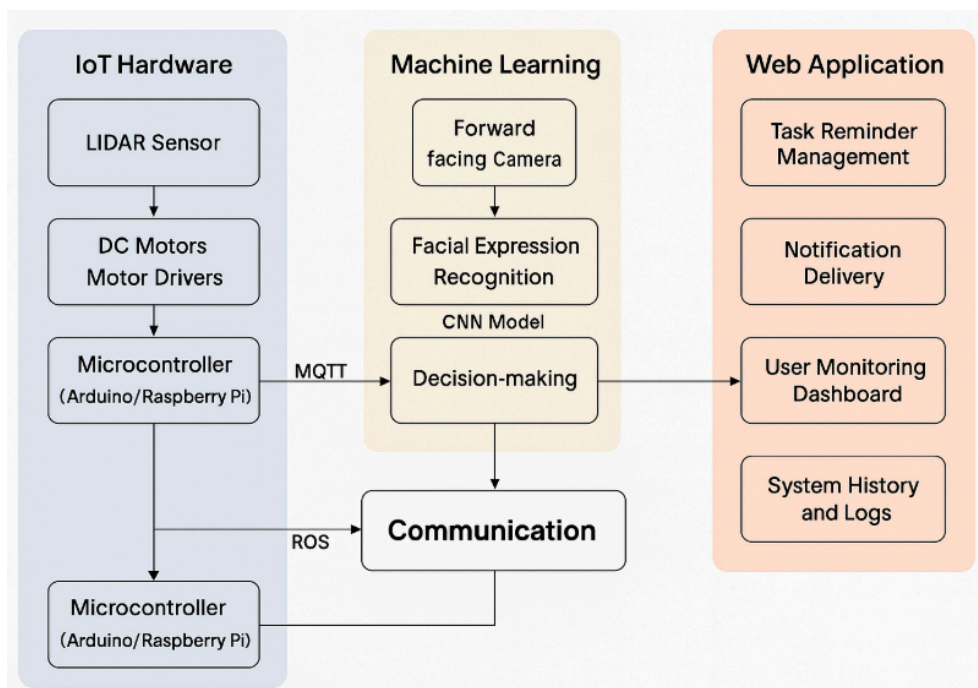 IoT Hardware
LIDAR Sensor
DC Motors
Motor Drivers
Microcontroller
(Arduino/Raspberry Pi)
MQTT
ROS
Microcontroller
(Arduino/Raspberry Pi)
Machine Learning
Forward
facing Camera
Facial Expression
Recognition
CNN Model
Decision-making
Communication
Web Application
Task Reminder
Management
Notification
Delivery
User Monitoring
Dashboard
System History
and Logs